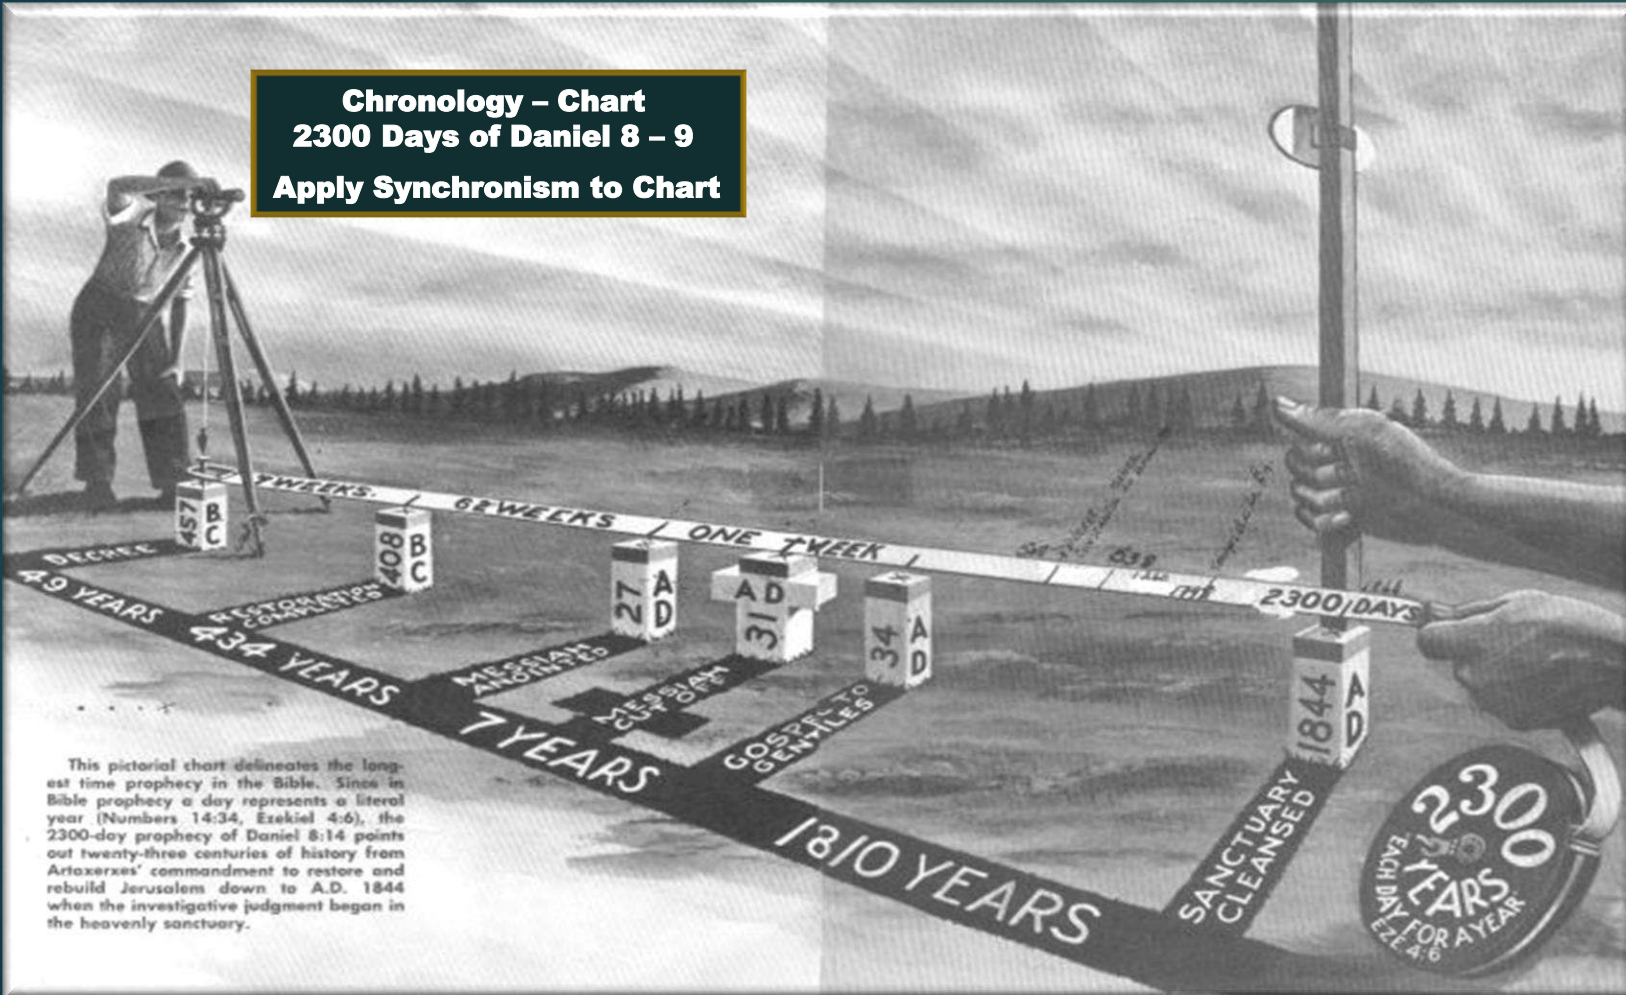 Chronology – Chart
2300 Days of Daniel 8 – 9
Apply Synchronism to Chart
7 WEEKS.
62 WEEKS
ONE WEEK
2300 DAYS
457 BC
408 BC
27 AD
AD 31
34 AD
1844 AD
DECREE
RESTORATION
COMPLETED
MESSIAH
ANOINTED
MESSIAH
CUT OFF
GOSPEL TO
GENTILES
SANCTUARY
CLEANSED
49 YEARS
434 YEARS
7 YEARS
1810 YEARS
538
1844
2300
YEARS
"EACH DAY FOR A YEAR"
EZE 4:6
This pictorial chart delineates the long-
est time prophecy in the Bible. Since in
Bible prophecy a day represents a literal
year (Numbers 14:34, Ezekiel 4:6), the
2300-day prophecy of Daniel 8:14 points
out twenty-three centuries of history from
Artaxerxes' commandment to restore and
rebuild Jerusalem down to A.D. 1844
when the investigative judgment began in
the heavenly sanctuary.